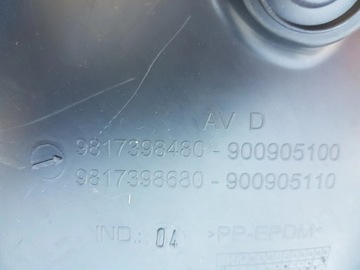 AV D
9817398480 - 900905100
9817398680 - 900905110
IND.: 04 >PP-EPDM<